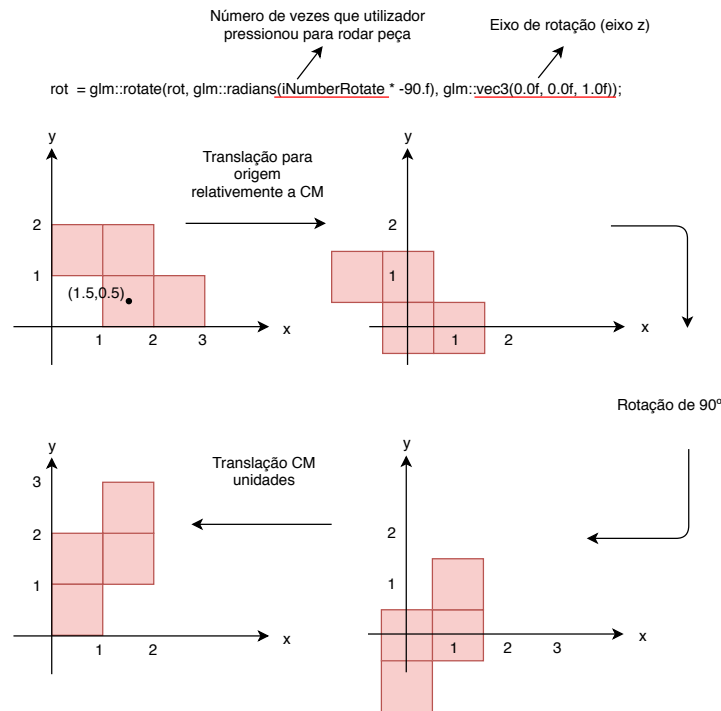 Número de vezes que utilizador
pressionou para rodar peça
Eixo de rotação (eixo z)
rot = glm::rotate(rot, glm::radians(iNumberRotate * -90.f), glm::vec3(0.0f, 0.0f, 1.0f));
y
2
1
(1.5,0.5)
1
2
3
x
Translação para
origem
relativamente a CM
y
2
1
1
2
x
Rotação de 90º
y
3
2
1
1
2
x
Translação CM
unidades
y
2
1
1
2
3
x